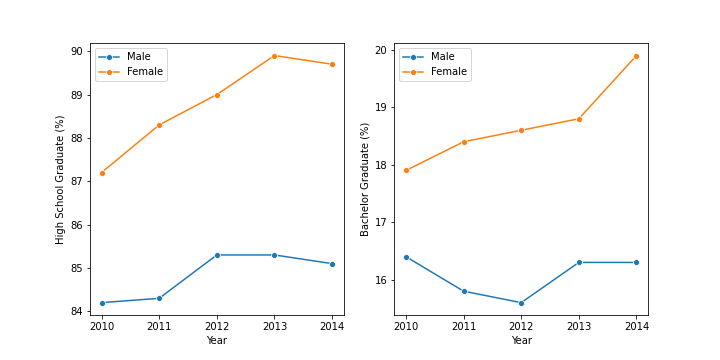 Male
Female
High School Graduate (%)
90
89
88
87
86
85
84
2010 2011 2012 2013 2014
Year
Male
Female
Bachelor Graduate (%)
20
19
18
17
16
2010 2011 2012 2013 2014
Year